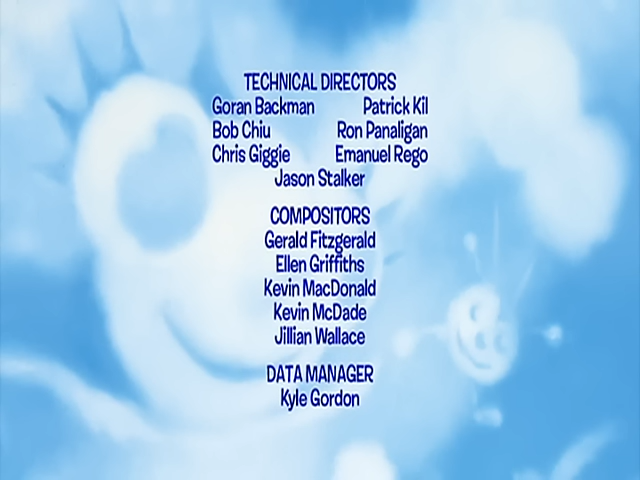 TECHNICAL DIRECTORS
Goran Backman Patrick Kil
Bob Chiu Ron Panaligan
Chris Giggie Emanuel Rego
Jason Stalker
COMPOSITORS
Gerald Fitzgerald
Ellen Griffiths
Kevin MacDonald
Kevin McDade
Jillian Wallace
DATA MANAGER
Kyle Gordon